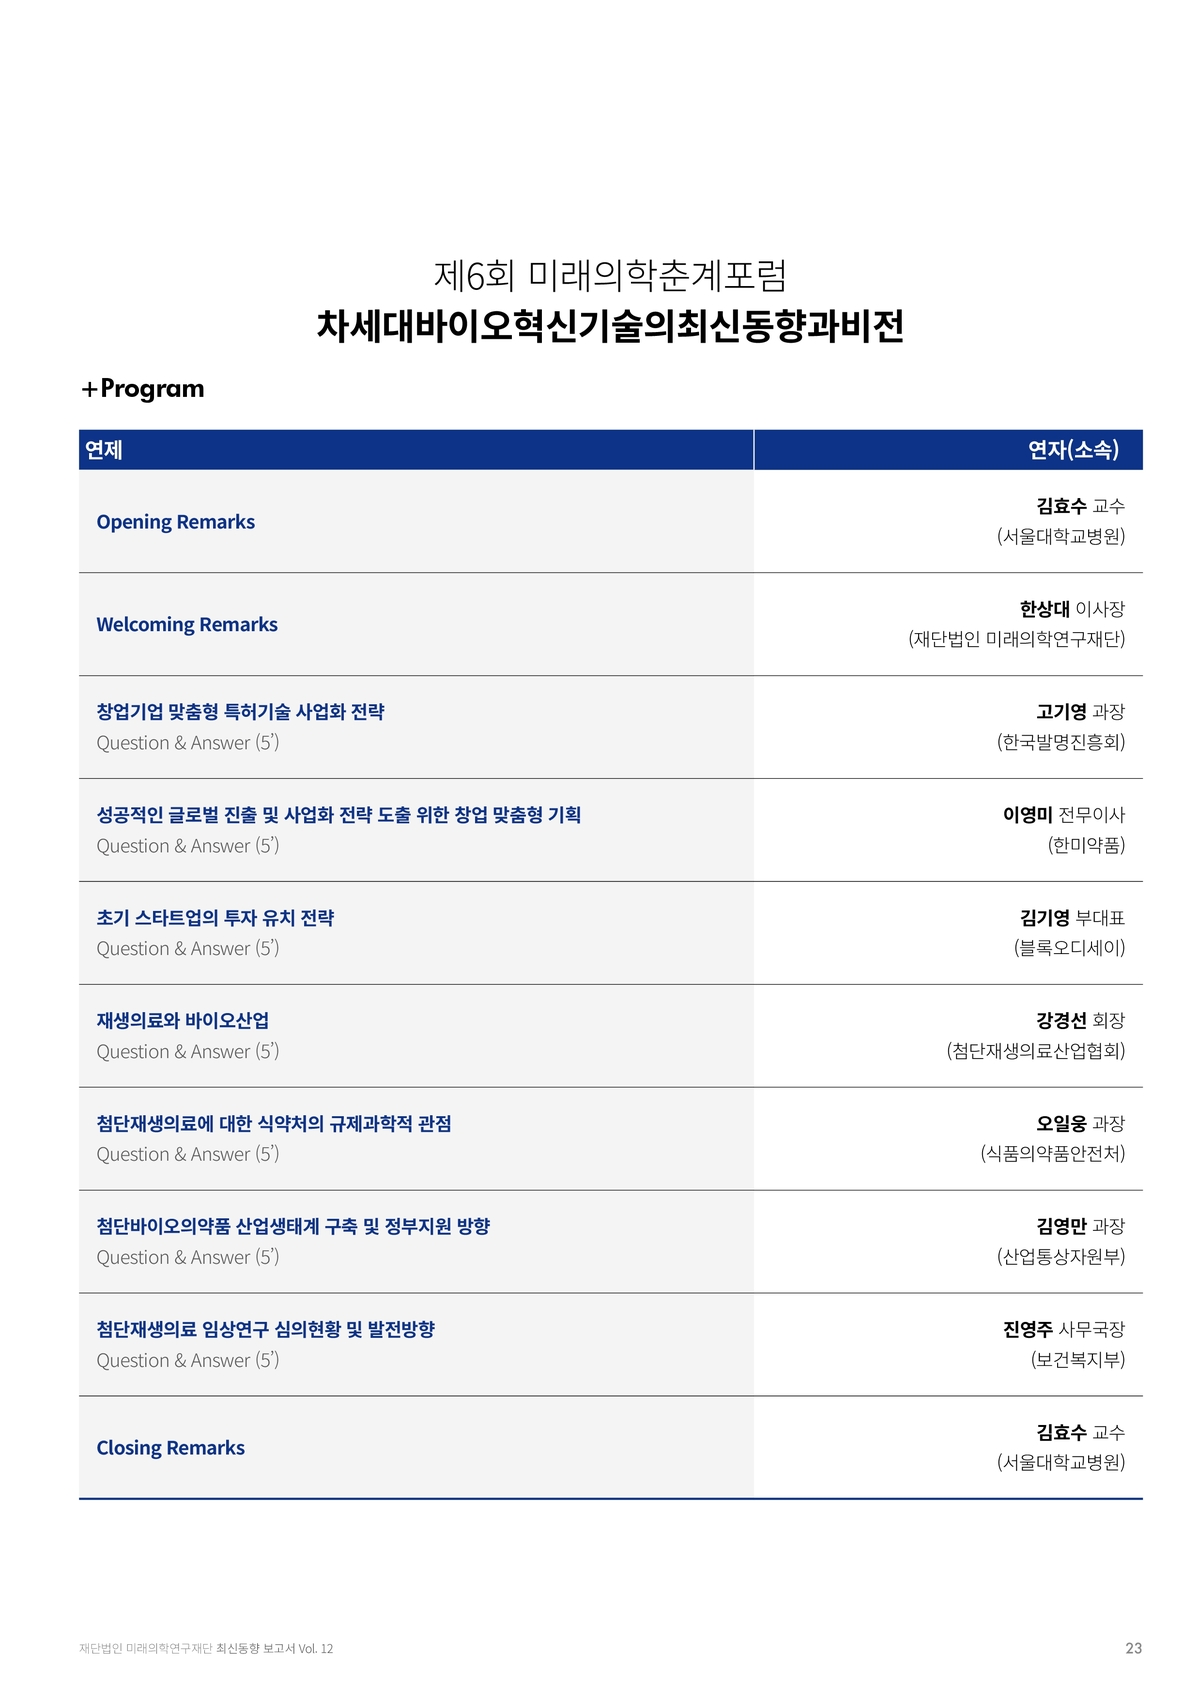 제6회 미래의학춘계포럼
차세대바이오혁신기술의최신동향과비전
+Program
연제
연자(소속)
Opening Remarks
김효수 교수
(서울대학교병원)
Welcoming Remarks
한상대 이사장
(재단법인 미래의학연구재단)
창업기업 맞춤형 특허기술 사업화 전략
Question & Answer (5’)
고기영 과장
(한국발명진흥회)
성공적인 글로벌 진출 및 사업화 전략 도출 위한 창업 맞춤형 기획
Question & Answer (5’)
이영미 전무이사
(한미약품)
초기 스타트업의 투자 유치 전략
Question & Answer (5’)
김기영 부대표
(블록오디세이)
재생의료와 바이오산업
Question & Answer (5’)
강경선 회장
(첨단재생의료산업협회)
첨단재생의료에 대한 식약처의 규제과학적 관점
Question & Answer (5’)
오일웅 과장
(식품의약품안전처)
첨단바이오의약품 산업생태계 구축 및 정부지원 방향
Question & Answer (5’)
김영만 과장
(산업통상자원부)
첨단재생의료 임상연구 심의현황 및 발전방향
Question & Answer (5’)
진영주 사무국장
(보건복지부)
Closing Remarks
김효수 교수
(서울대학교병원)
재단법인 미래의학연구재단 최신동향 보고서 Vol. 12
23